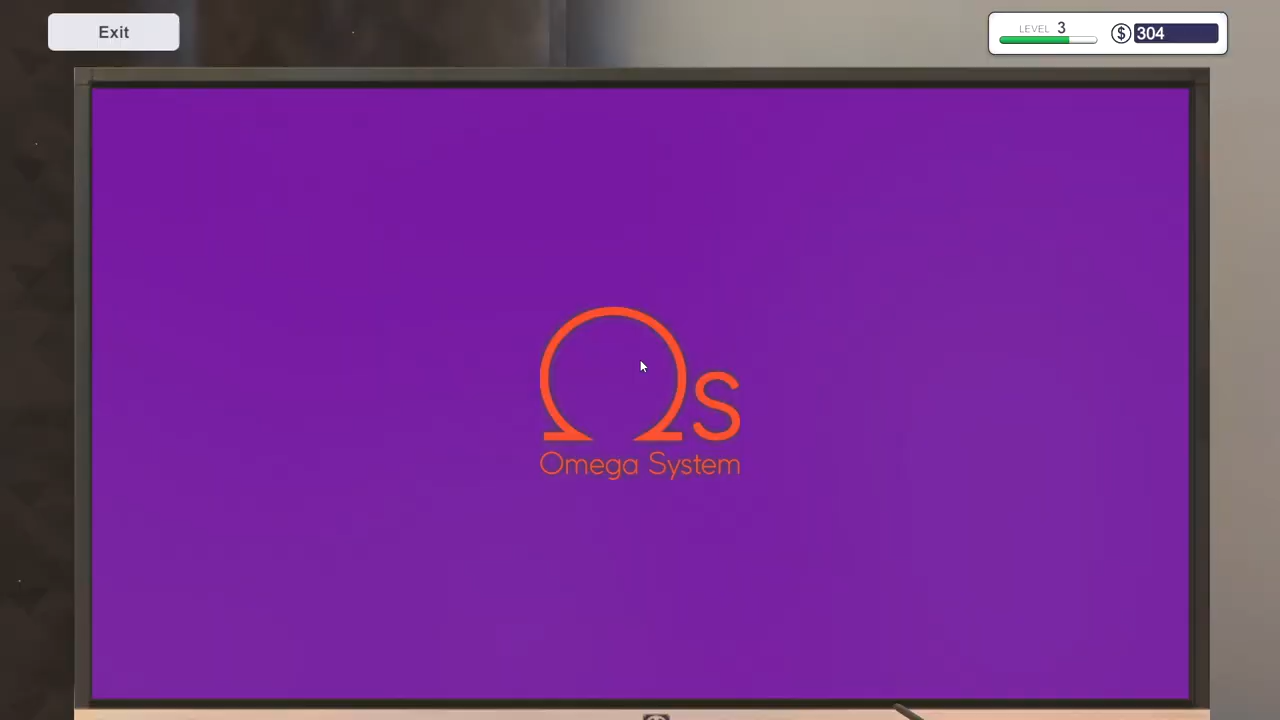 Exit
LEVEL 3
$ 304
Ωs
Omega System